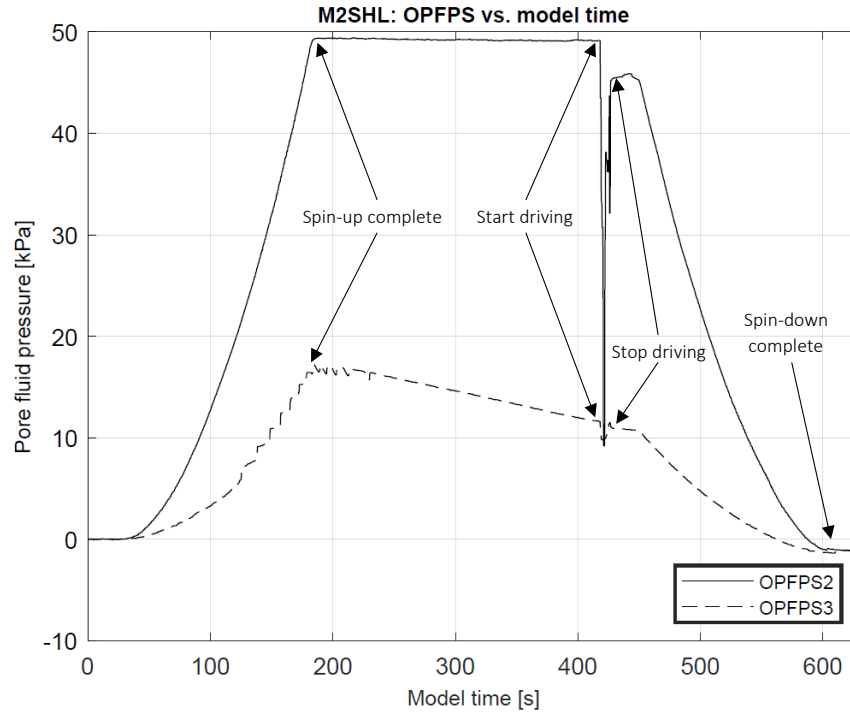 M2SHL: OPFPS vs. model time
50
40
30
20
10
0
-10
Pore fluid pressure [kPa]
Spin-up complete
Start driving
Stop driving
Spin-down
complete
OPFPS2
OPFPS3
0
100
200
300
400
500
600
Model time [s]